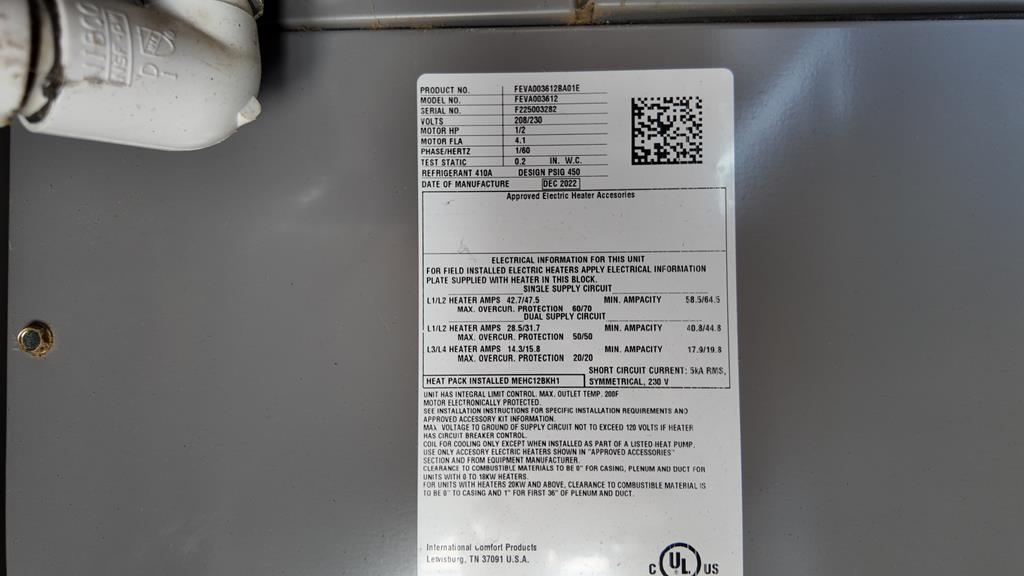 PRODUCT NO. FEVA003612BA01E
MODEL NO. FEVA003612
SERIAL NO. F225003282
VOLTS 208/230
MOTOR HP 1/2
MOTOR FLA 4.1
PHASE/HERTZ 1/60
TEST STATIC 0.2 IN. W.C.
REFRIGERANT 410A DESIGN PSIG 450
DATE OF MANUFACTURE DEC 2022
Approved Electric Heater Accesories
ELECTRICAL INFORMATION FOR THIS UNIT
FOR FIELD INSTALLED ELECTRIC HEATERS APPLY ELECTRICAL INFORMATION
PLATE SUPPLIED WITH HEATER IN THIS BLOCK.
SINGLE SUPPLY CIRCUIT
L1/L2 HEATER AMPS 42.7/47.5 MIN. AMPACITY 58.5/64.5
MAX. OVERCUR. PROTECTION 60/70
DUAL SUPPLY CIRCUIT
L1/L2 HEATER AMPS 28.5/31.7 MIN. AMPACITY 40.8/44.8
MAX. OVERCUR. PROTECTION 50/50
L3/L4 HEATER AMPS 14.3/15.8 MIN. AMPACITY 17.9/19.8
MAX. OVERCUR. PROTECTION 20/20
SHORT CIRCUIT CURRENT: 5kA RMS,
HEAT PACK INSTALLED MEHC12BKH1 SYMMETRICAL, 230 V
UNIT HAS INTEGRAL LIMIT CONTROL. MAX. OUTLET TEMP. 200F
MOTOR ELECTRONICALLY PROTECTED.
SEE INSTALLATION INSTRUCTIONS FOR SPECIFIC INSTALLATION REQUIREMENTS AND
APPROVED ACCESSORY KIT INFORMATION.
MAX. VOLTAGE TO GROUND OF SUPPLY CIRCUIT NOT TO EXCEED 120 VOLTS IF HEATER
HAS CIRCUIT BREAKER CONTROL.
COIL FOR COOLING ONLY EXCEPT WHEN INSTALLED AS PART OF A LISTED HEAT PUMP.
USE ONLY ACCESORY ELECTRIC HEATERS SHOWN IN "APPROVED ACCESSORIES"
SECTION AND FROM EQUIPMENT MANUFACTURER.
CLEARANCE TO COMBUSTIBLE MATERIALS TO BE 0" FOR CASING, PLENUM AND DUCT FOR
UNITS WITH 0 TO 18KW HEATERS.
FOR UNITS WITH HEATERS 20KW AND ABOVE, CLEARANCE TO COMBUSTIBLE MATERIAL IS
TO BE 0" TO CASING AND 1" FOR FIRST 36" OF PLENUM AND DUCT.
International Comfort Products
Lewisburg, TN 37091 U.S.A.
C UL US